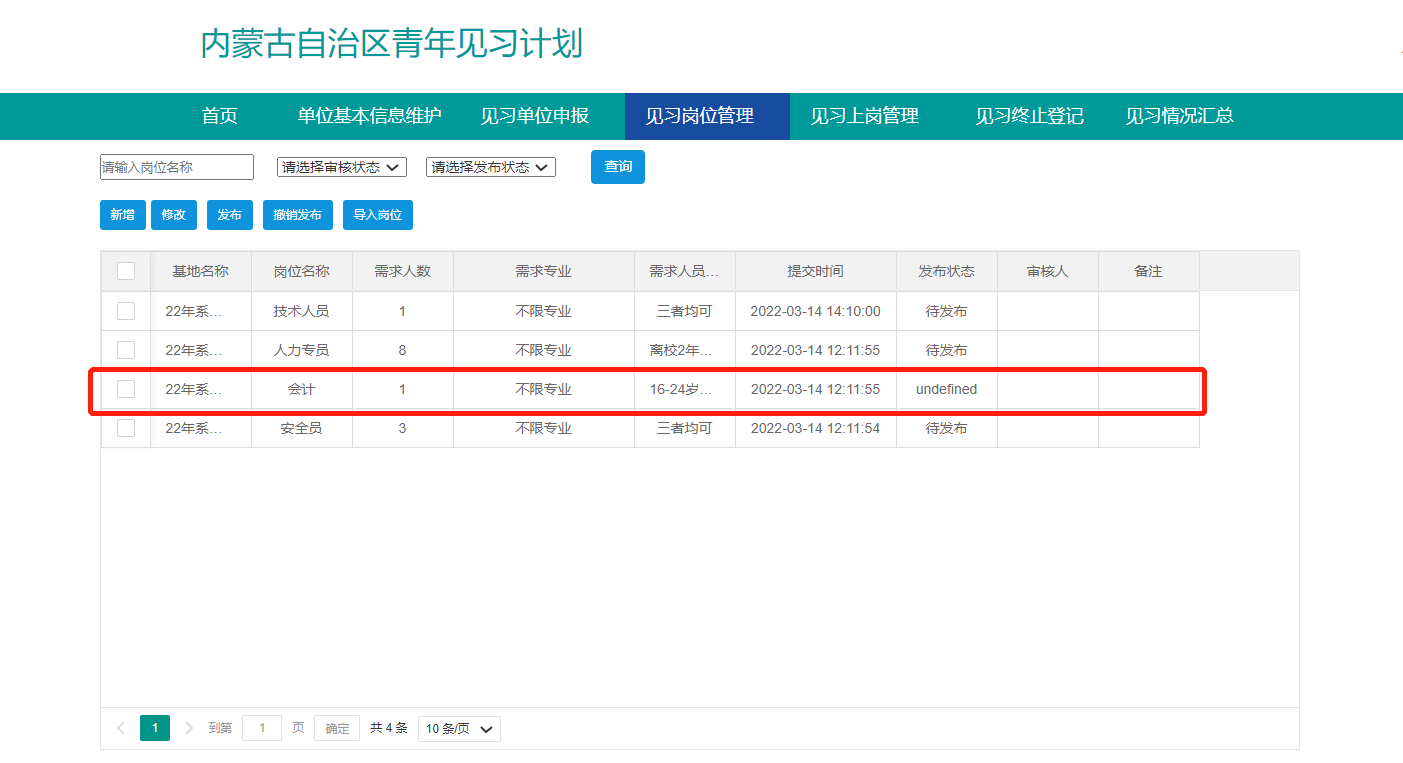 内蒙古自治区青年见习计划
首页 单位基本信息维护 见习单位申报 见习岗位管理 见习上岗管理 见习终止登记 见习情况汇总
请输入岗位名称 请选择审核状态 请选择发布状态 查询
新增 修改 发布 撤销发布 导入岗位
基地名称 岗位名称 需求人数 需求专业 需求人员... 提交时间 发布状态 审核人 备注
22年系... 技术人员 1 不限专业 三者均可 2022-03-14 14:10:00 待发布
22年系... 人力专员 8 不限专业 离校2年... 2022-03-14 12:11:55 待发布
22年系... 会计 1 不限专业 16-24岁... 2022-03-14 12:11:55 undefined
22年系... 安全员 3 不限专业 三者均可 2022-03-14 12:11:54 待发布
1 到第 1 页 确定 共 4 条 10 条/页